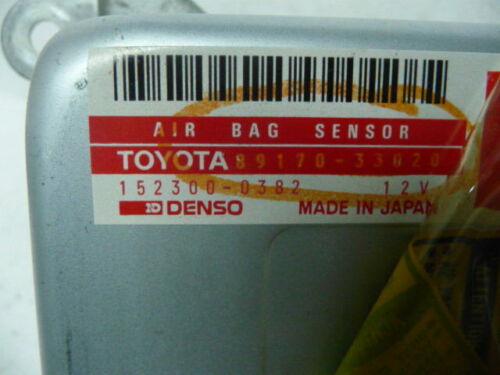 AIR BAG SENSOR
TOYOTA 89170-33020
152300-0382 12V
DENSO MADE IN JAPAN